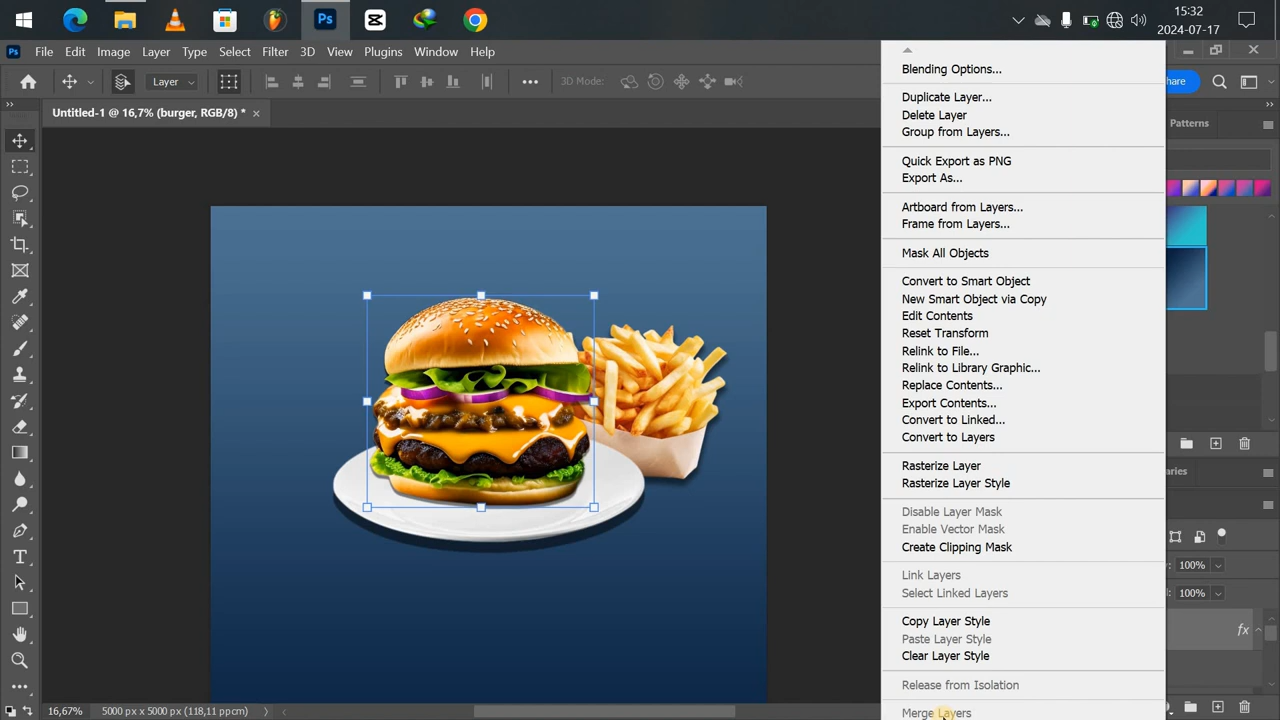 15:32
2024-07-17
Ps
File Edit Image Layer Type Select Filter 3D View Plugins Window Help
Layer
3D Mode:
Untitled-1 @ 16,7% (burger, RGB/8) *
Patterns
Blending Options...
Duplicate Layer...
Delete Layer
Group from Layers...
Quick Export as PNG
Export As...
Artboard from Layers...
Frame from Layers...
Mask All Objects
Convert to Smart Object
New Smart Object via Copy
Edit Contents
Reset Transform
Relink to File...
Relink to Library Graphic...
Replace Contents...
Export Contents...
Convert to Linked...
Convert to Layers
Rasterize Layer
Rasterize Layer Style
Disable Layer Mask
Enable Vector Mask
Create Clipping Mask
100%
Link Layers
Select Linked Layers
100%
Copy Layer Style
Paste Layer Style
fx
Clear Layer Style
Release from Isolation
Merge Layers
16,67% 5000 px x 5000 px (118,11 ppcm)